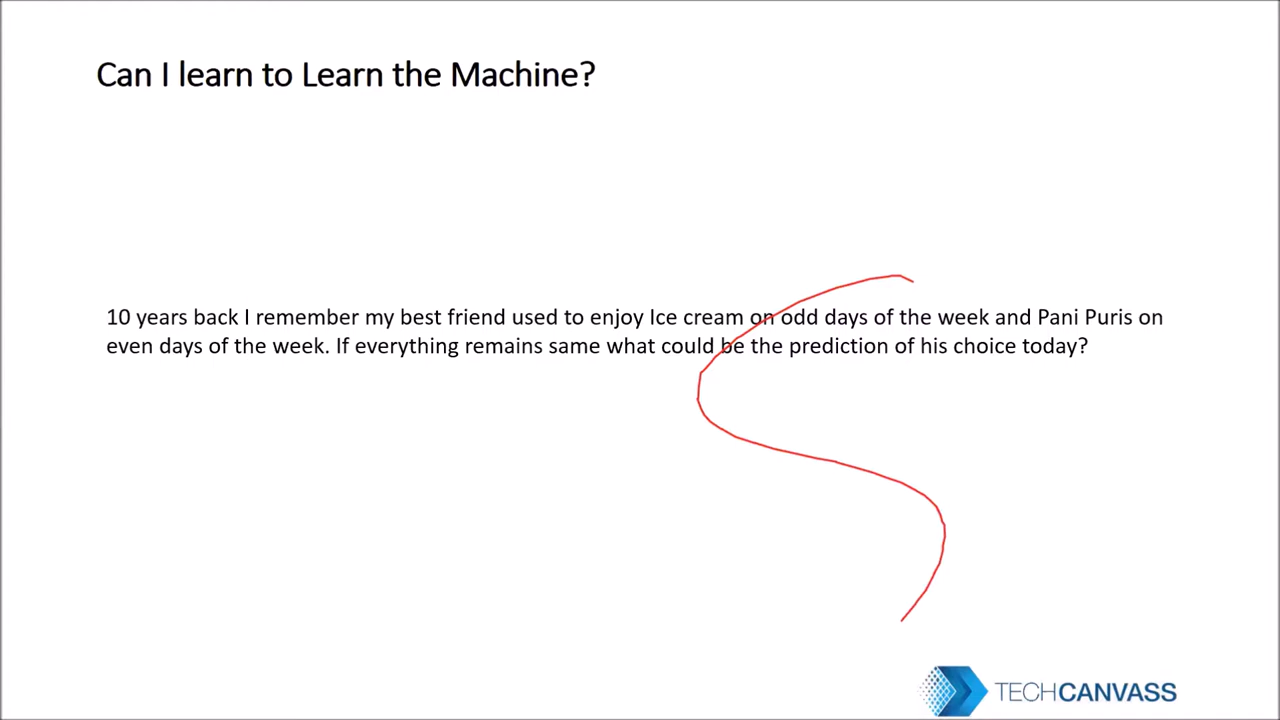 Can I learn to Learn the Machine?
10 years back I remember my best friend used to enjoy Ice cream on odd days of the week and Pani Puris on
even days of the week. If everything remains same what could be the prediction of his choice today?
TECHCANVASS